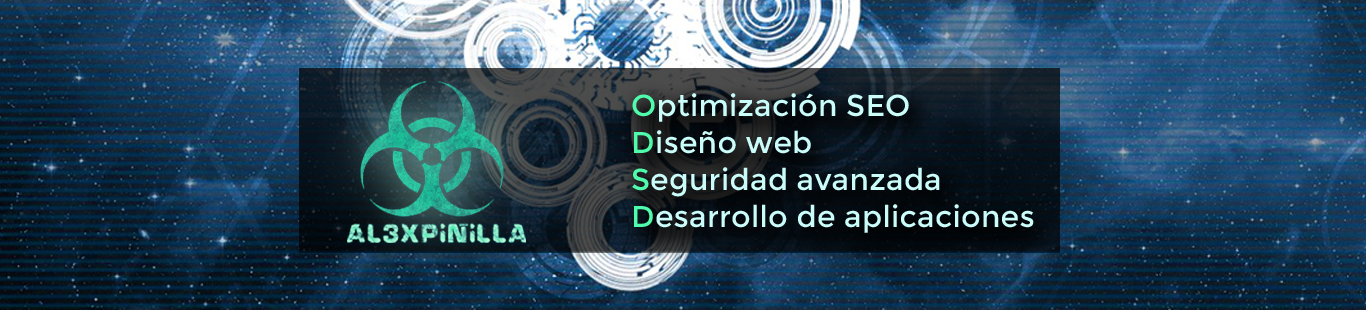 AL3XPiNiLLA
Optimización SEO
Diseño web
Seguridad avanzada
Desarrollo de aplicaciones